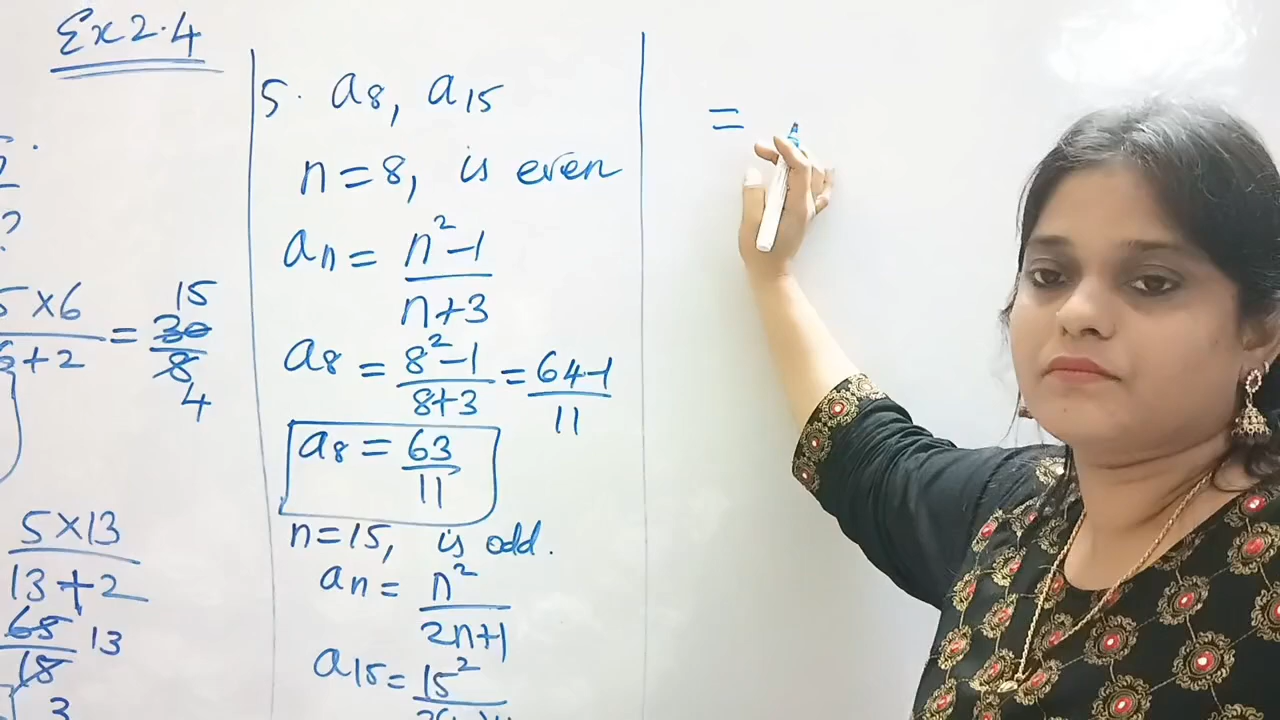 Ex 2.4
?
5×6/6+2 = 30/8
15
4
5×13
13+2
65/15 13
3
5. a₈, a₁₅
n=8, is even
aₙ = n²-1/n+3
a₈ = 8²-1/8+3 = 64-1/11
a₈ = 63/11
n=15, is odd.
aₙ = n²/2n+1
a₁₅ = 15²
=